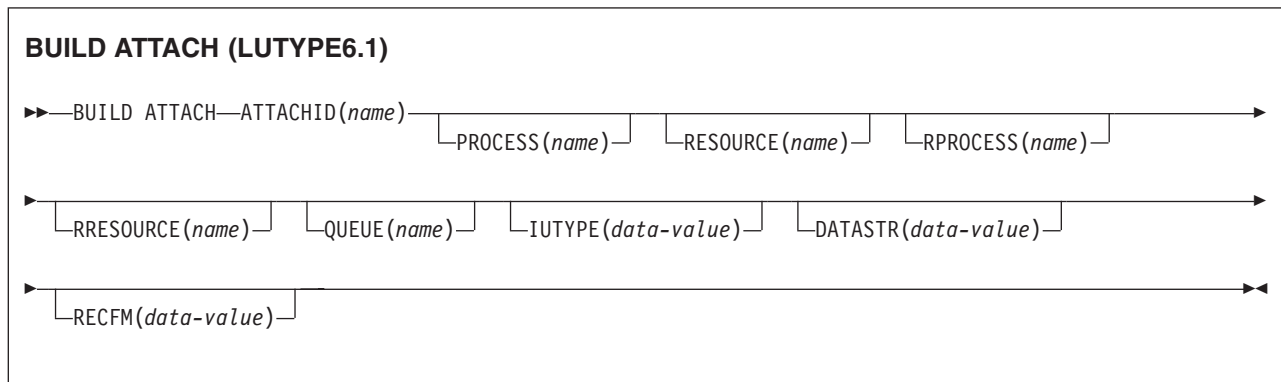 BUILD ATTACH (LUTYPE6.1)
BUILD ATTACH ATTACHID(name)
PROCESS(name) RESOURCE(name) RPROCESS(name)
RRESOURCE(name) QUEUE(name) IUTYPE(data-value) DATASTR(data-value)
RECFM(data-value)